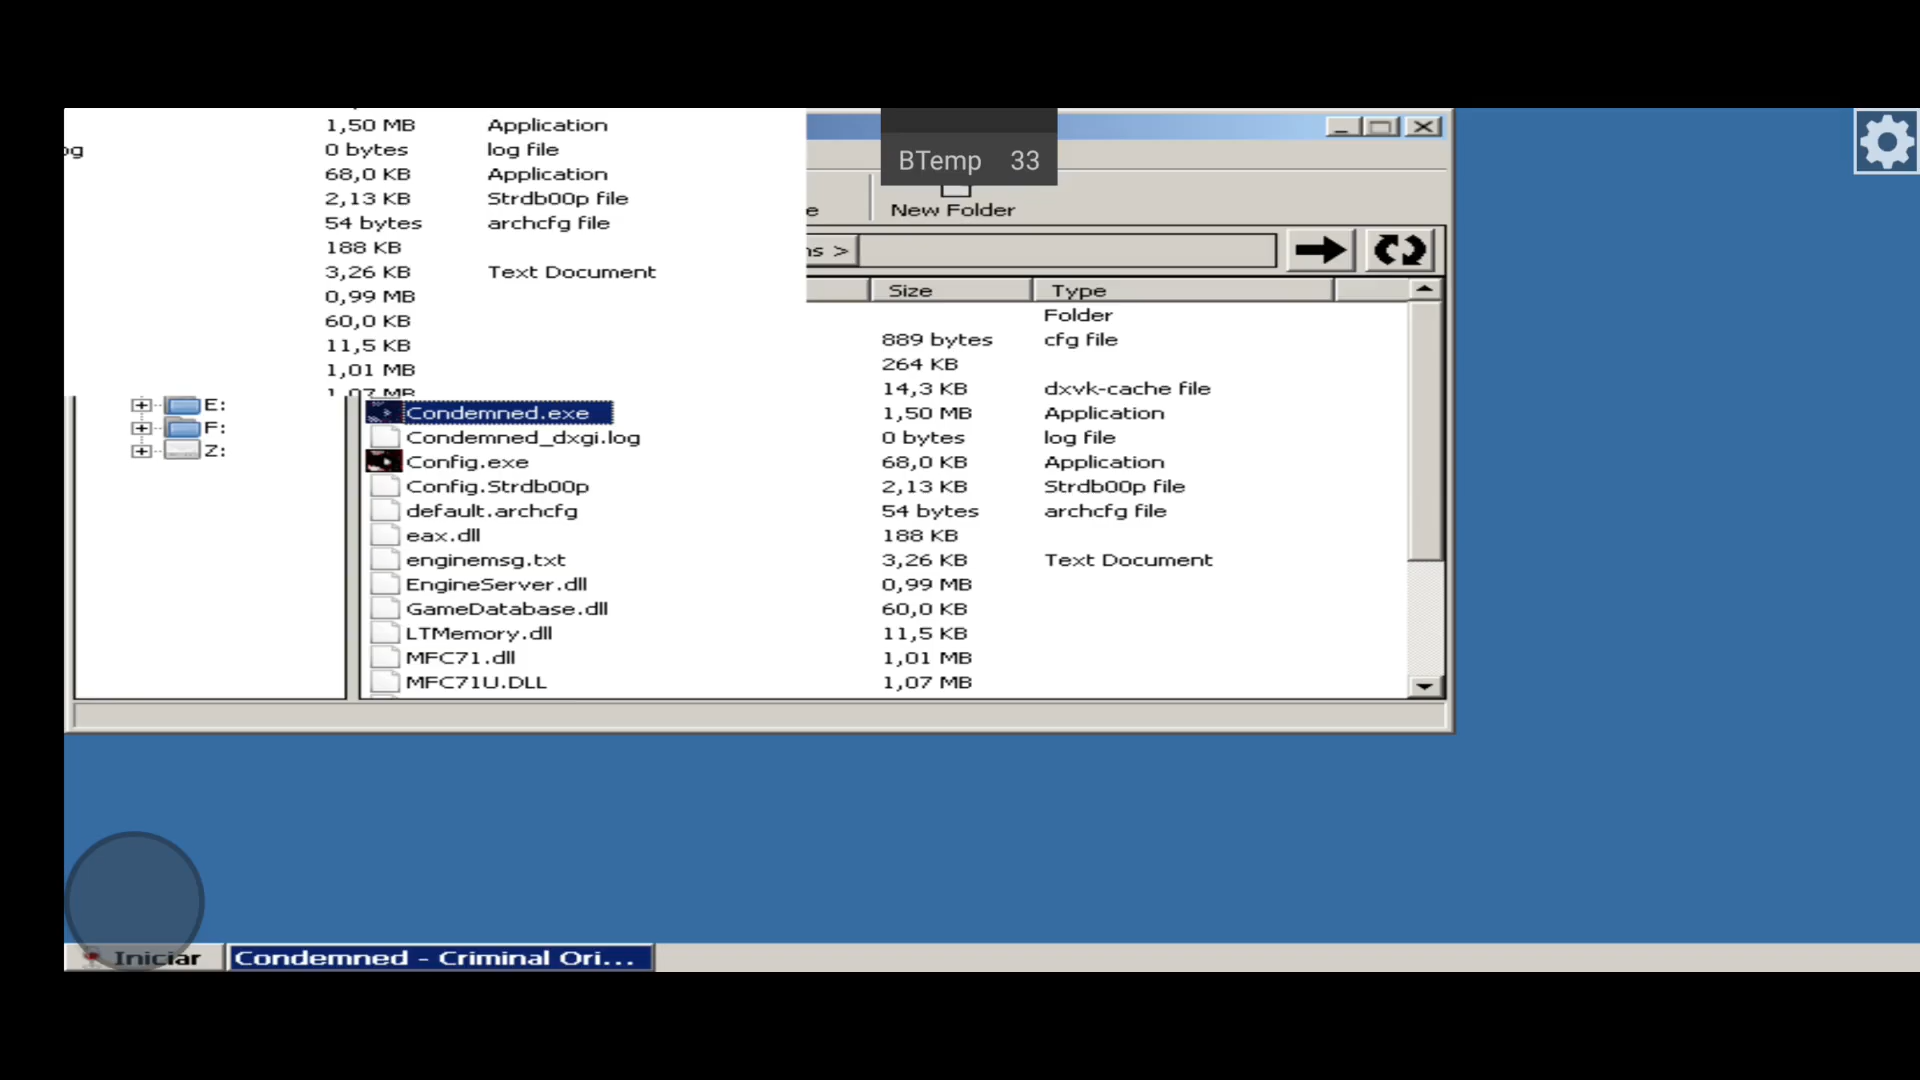 1,50 MB Application
og 0 bytes log file
68,0 KB Application
2,13 KB Strdb00p file
54 bytes archcfg file
188 KB
3,26 KB Text Document
0,99 MB
60,0 KB
11,5 KB
1,01 MB
1,07 MB
BTemp 33
e New Folder
ns >
Size Type
Folder
889 bytes cfg file
264 KB
14,3 KB dxvk-cache file
E:
F:
Z:
Condemned.exe 1,50 MB Application
Condemned_dxgi.log 0 bytes log file
Config.exe 68,0 KB Application
Config.Strdb00p 2,13 KB Strdb00p file
default.archcfg 54 bytes archcfg file
eax.dll 188 KB
enginemsg.txt 3,26 KB Text Document
EngineServer.dll 0,99 MB
GameDatabase.dll 60,0 KB
LTMemory.dll 11,5 KB
MFC71.dll 1,01 MB
MFC71U.DLL 1,07 MB
Iniciar Condemned - Criminal Ori...